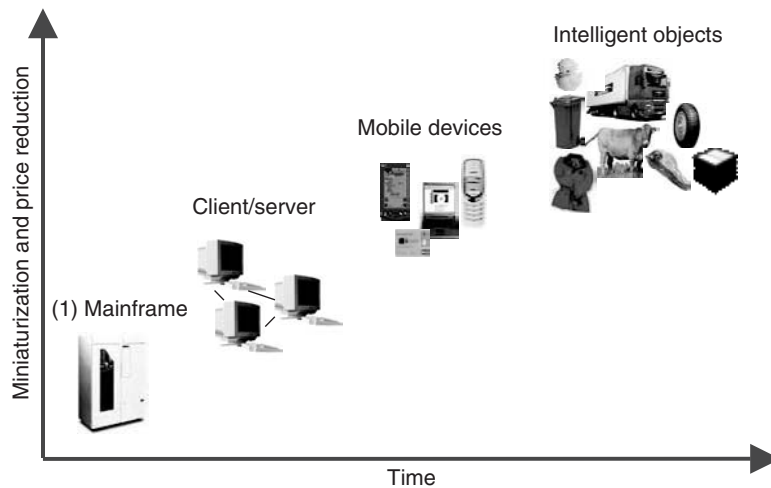 Intelligent objects
Mobile devices
Client/server
(1) Mainframe
Miniaturization and price reduction
Time